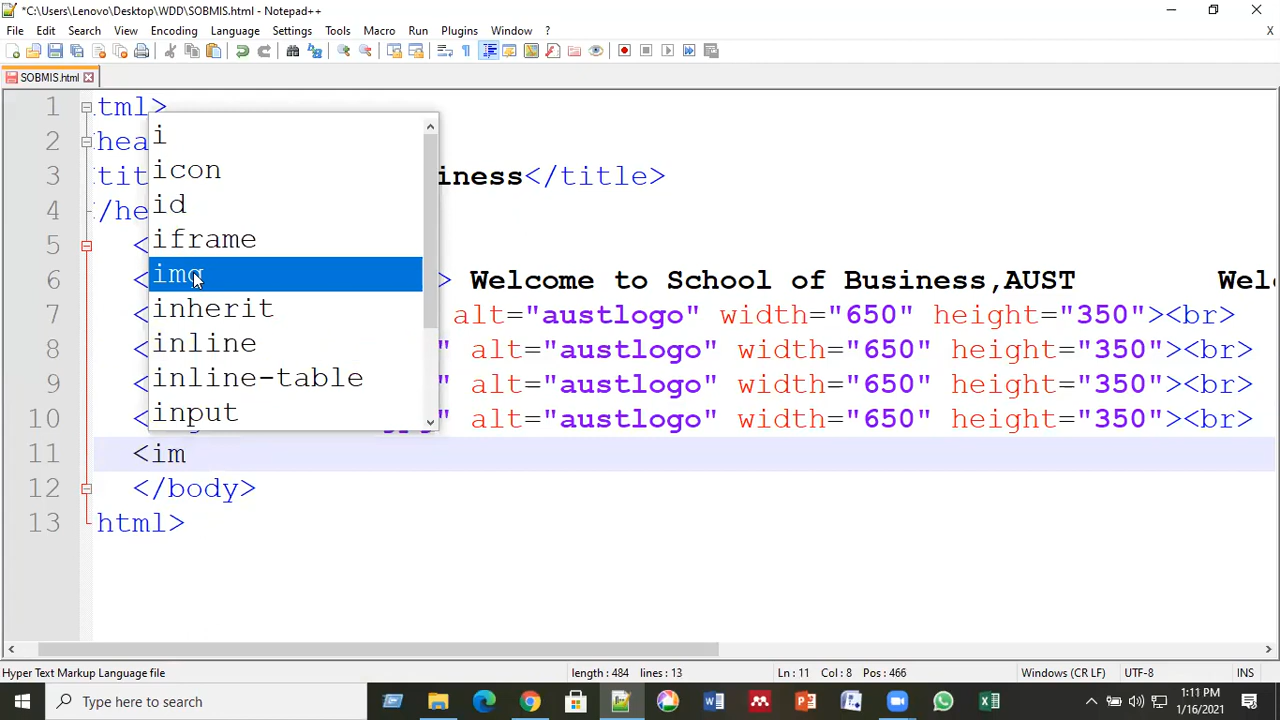 *C:\Users\Lenovo\Desktop\WDD\SOBMIS.html - Notepad++
File Edit Search View Encoding Language Settings Tools Macro Run Plugins Window ? X
SOBMIS.html
1 tml>
2 hea
3 tit iness</title>
4 /he
5 <
6 < > Welcome to School of Business,AUST Wel
7 < alt="austlogo" width="650" height="350"><br>
8 < " alt="austlogo" width="650" height="350"><br>
9 < " alt="austlogo" width="650" height="350"><br>
10 < " alt="austlogo" width="650" height="350"><br>
11 <im
12 </body>
13 html>
i
icon
id
iframe
img
inherit
inline
inline-table
input
Hyper Text Markup Language file length : 484 lines : 13 Ln : 11 Col : 8 Pos : 466 Windows (CR LF) UTF-8 INS
Type here to search
1:11 PM
1/16/2021